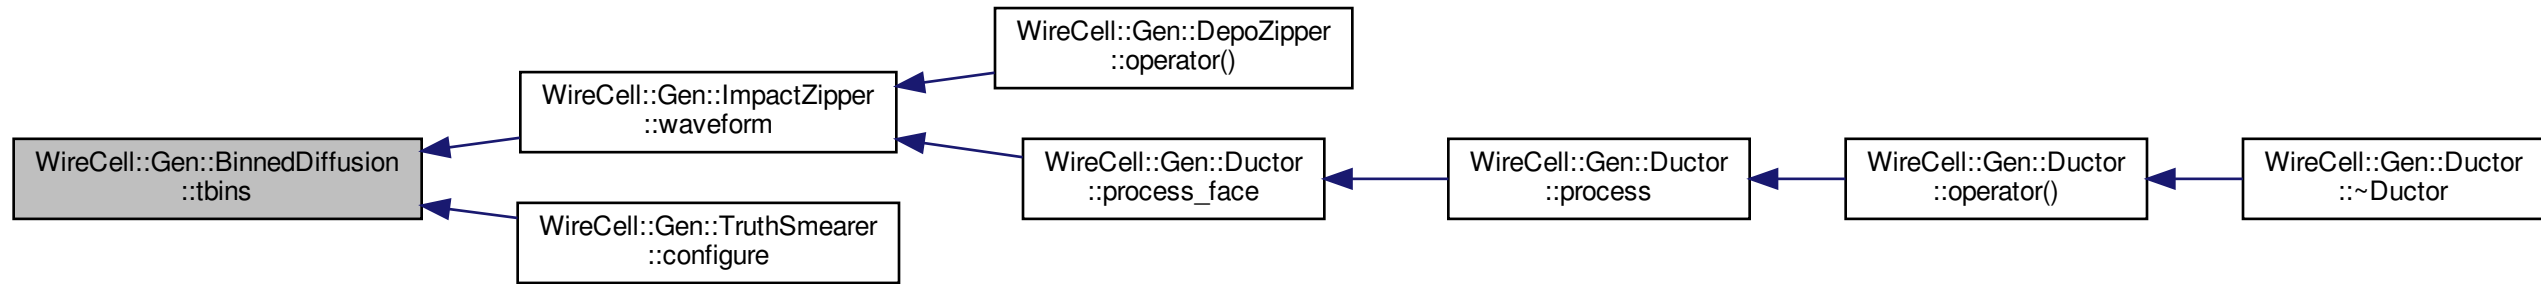 WireCell::Gen::BinnedDiffusion
::tbins
WireCell::Gen::ImpactZipper
::waveform
WireCell::Gen::TruthSmearer
::configure
WireCell::Gen::DepoZipper
::operator()
WireCell::Gen::Ductor
::process_face
WireCell::Gen::Ductor
::process
WireCell::Gen::Ductor
::operator()
WireCell::Gen::Ductor
::~Ductor